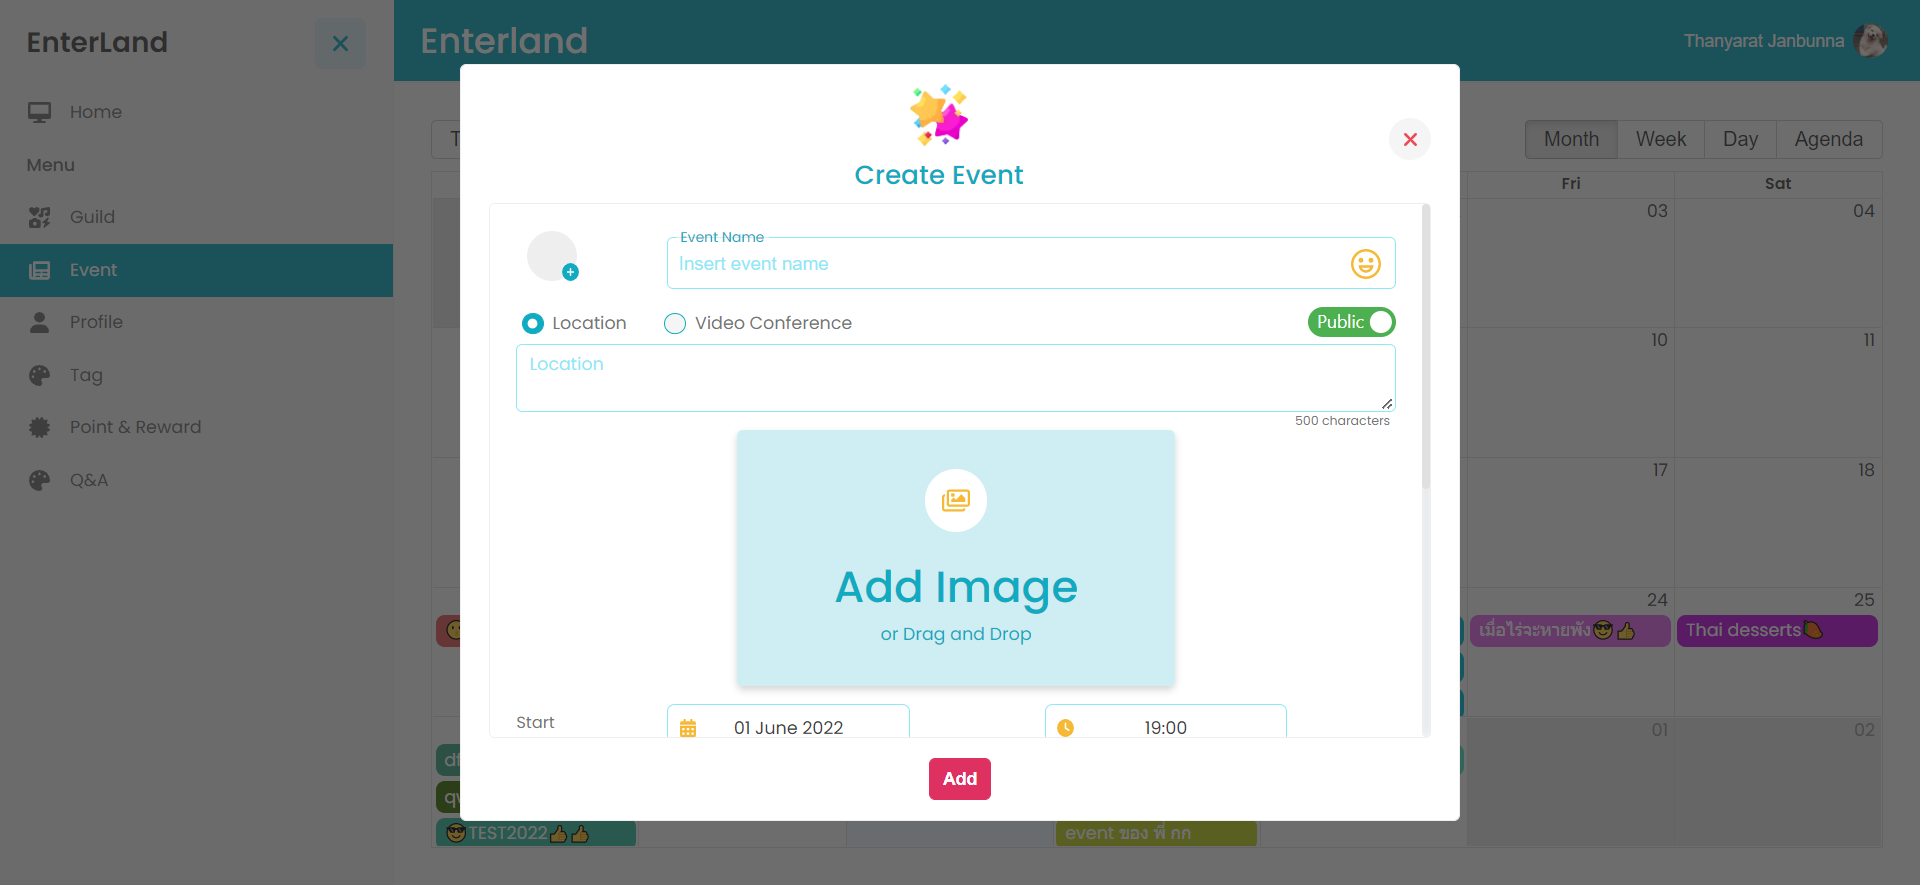 EnterLand
Enterland
Thanyarat Janbunna
Home
Menu
Guild
Event
Profile
Tag
Point & Reward
Q&A
Month
Week
Day
Agenda
Fri
Sat
03
04
10
11
17
18
24
25
เมื่อไร่จะหายพัง😎👍
Thai desserts🥭
01
02
😎TEST2022👍👍
event ของ พี่ กก
Create Event
Event Name
Insert event name
Location
Video Conference
Public
Location
500 characters
Add Image
or Drag and Drop
Start
01 June 2022
19:00
Add